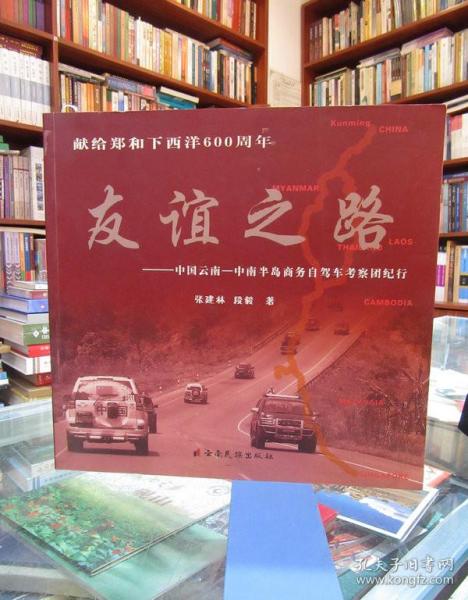 献给郑和下西洋600周年
Kunming
CHINA
MYANMAR
友谊之路
LAOS
——中国云南—中南半岛商务自驾车考察团纪行
张建林 段毅 著
CAMBODIA
云南民族出版社
孔夫子旧书网
www.kongfz.com